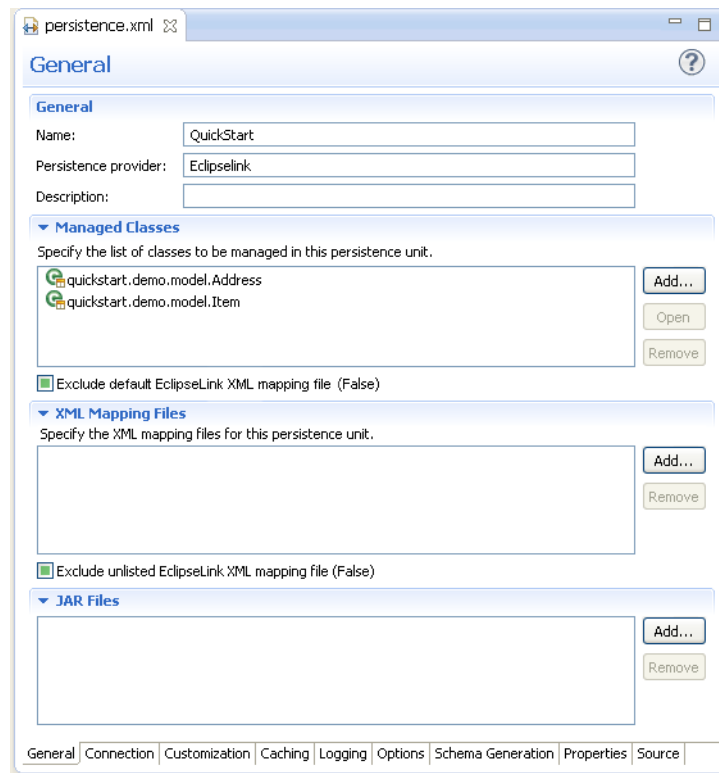 persistence.xml
General
?
General
Name: QuickStart
Persistence provider: Eclipselink
Description:
Managed Classes
Specify the list of classes to be managed in this persistence unit.
quickstart.demo.model.Address
quickstart.demo.model.Item
Add...
Open
Remove
Exclude default EclipseLink XML mapping file (False)
XML Mapping Files
Specify the XML mapping files for this persistence unit.
Add...
Remove
Exclude unlisted EclipseLink XML mapping file (False)
JAR Files
Add...
Remove
General Connection Customization Caching Logging Options Schema Generation Properties Source